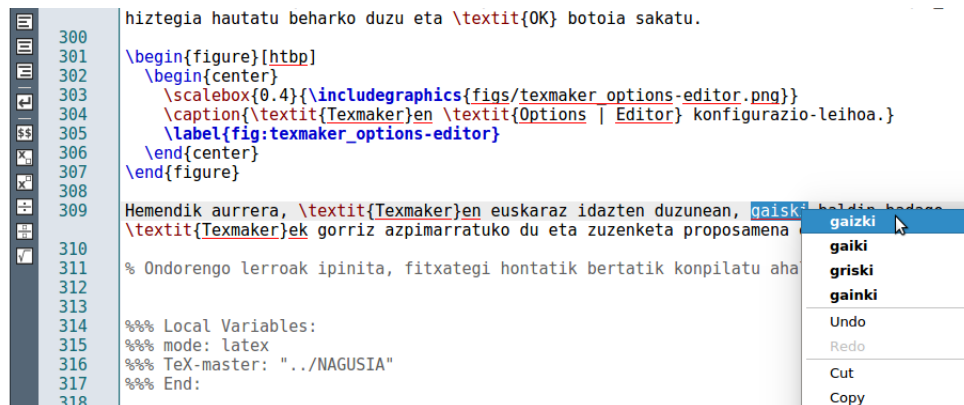 hiztegia hautatu beharko duzu eta \textit{OK} botoia sakatu.
300
301 \begin{figure}[htbp]
302 \begin{center}
303 \scalebox{0.4}{\includegraphics{figs/texmaker_options-editor.png}}
304 \caption{\textit{Texmaker}en \textit{Options | Editor} konfigurazio-leihoa.}
305 \label{fig:texmaker_options-editor}
306 \end{center}
307 \end{figure}
308
309 Hemendik aurrera, \textit{Texmaker}en euskaraz idazten duzunean, gaiski baldin badago
\textit{Texmaker}ek gorriz azpimarratuko du eta zuzenketa proposamena
310
311 % Ondorengo lerroak ipinita, fitxategi hontatik bertatik konpilatu
312
313
314 %%% Local Variables:
315 %%% mode: latex
316 %%% TeX-master: "../NAGUSIA"
317 %%% End:
318
gaizki
gaiki
griski
gainki
Undo
Redo
Cut
Copy
$$